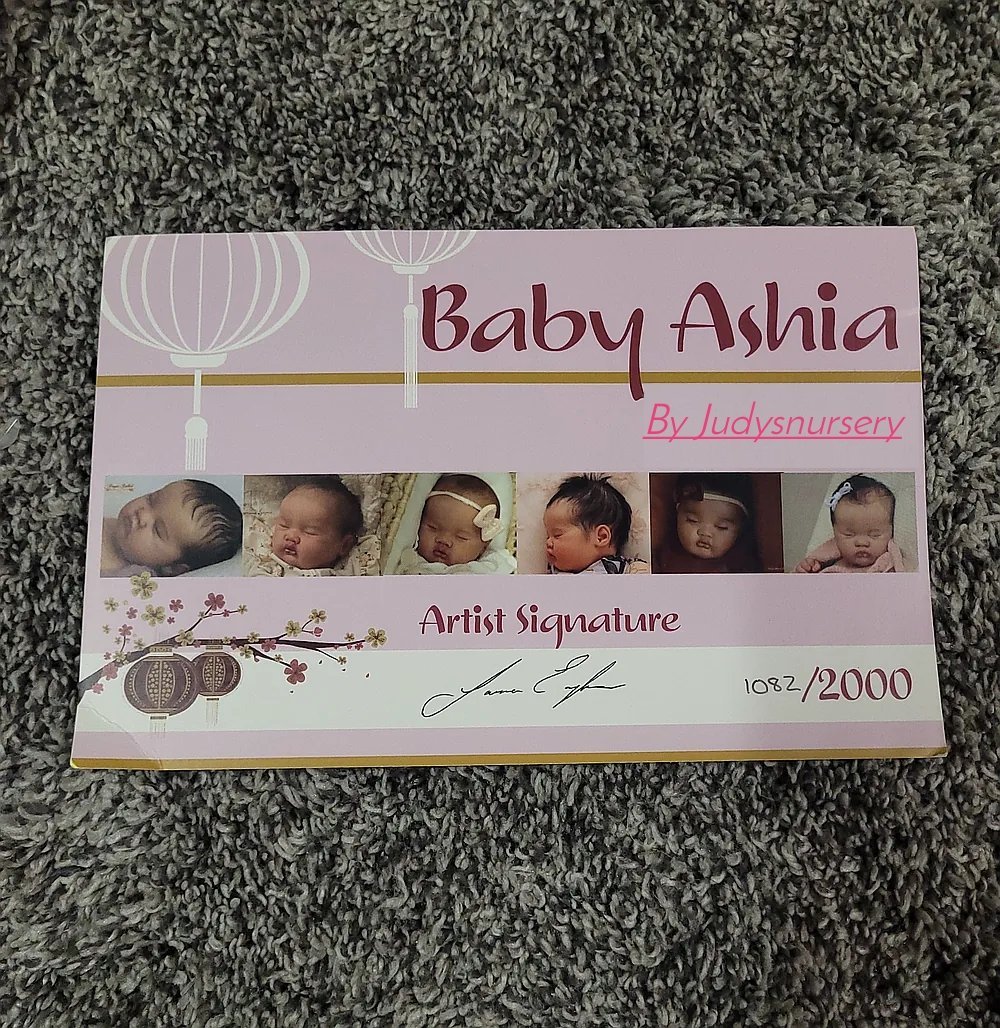 Baby Ashia
By Judysnursery
Artist Signature
1082/2000